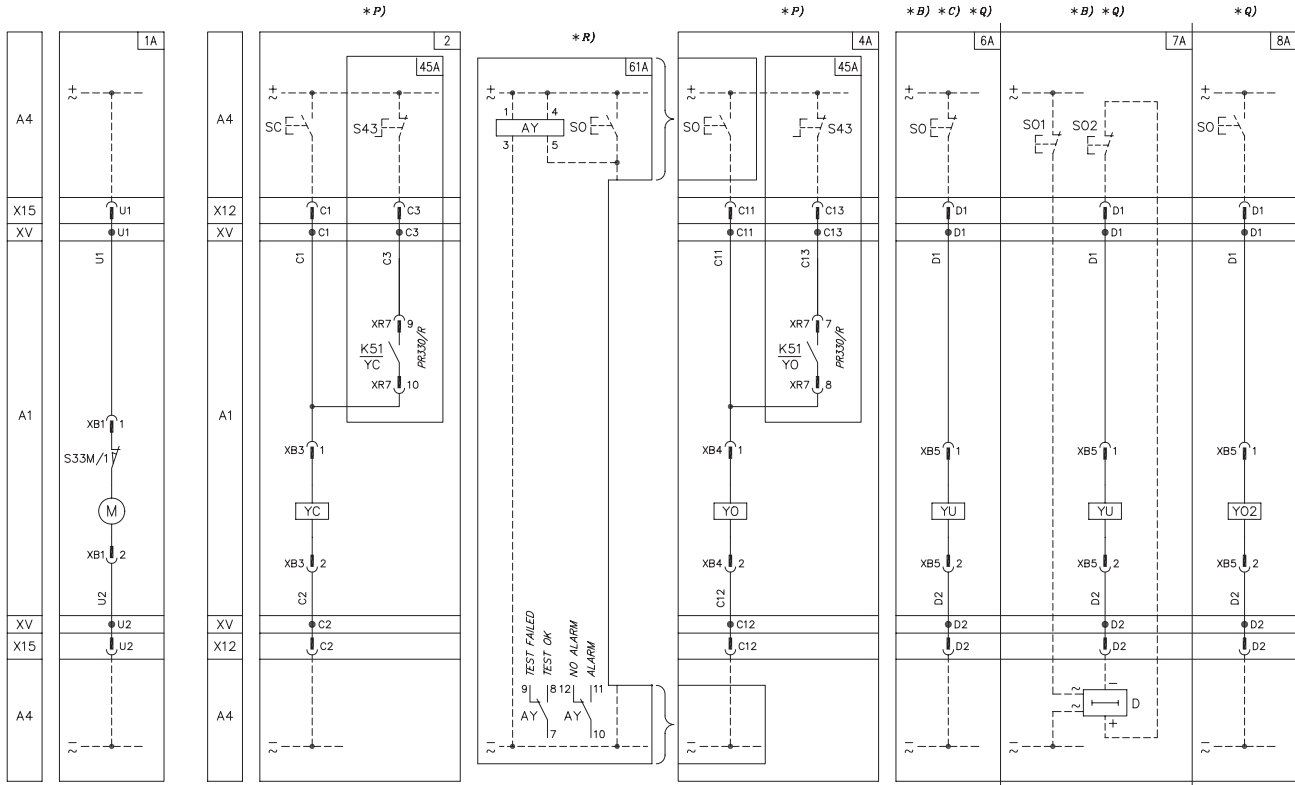 *P) *P) *B) *C) *Q) *B) *Q) *Q)
*R)
1A 2 4A 6A 7A 8A
45A 61A 45A
+ ~ + ~ + ~ + ~ + ~ + ~ + ~
1 4
A4 A4 SC S43 AY SO SO S43 SO SO1 SO2 SO
3 5
X15 U1 X12 C1 C3 C11 C13 D1 D1 D1
XV U1 XV C1 C3 C11 C13 D1 D1 D1
U1 C1 C3 C11 C13 D1 D1 D1
XR7 9 XR7 7
K51 PR330/R K51 PR330/R
YC YO
XR7 10 XR7 8
A1 A1
XB1 1
XB3 1 XB4 1 XB5 1 XB5 1 XB5 1
S33M/1
M YC YO YU YU YO2
XB1 2
XB3 2 XB4 2 XB5 2 XB5 2 XB5 2
U2 C2 C12 D2 D2 D2
XV U2 XV C2 C12 D2 D2 D2
X15 U2 X12 C2 C12 D2 D2 D2
TEST FAILED
TEST OK
NO ALARM
ALARM
9 8 12 11
~ ~ − D +
A4 A4 AY AY
7 10
− ~ − ~ − ~ − ~ − ~ − ~ − ~